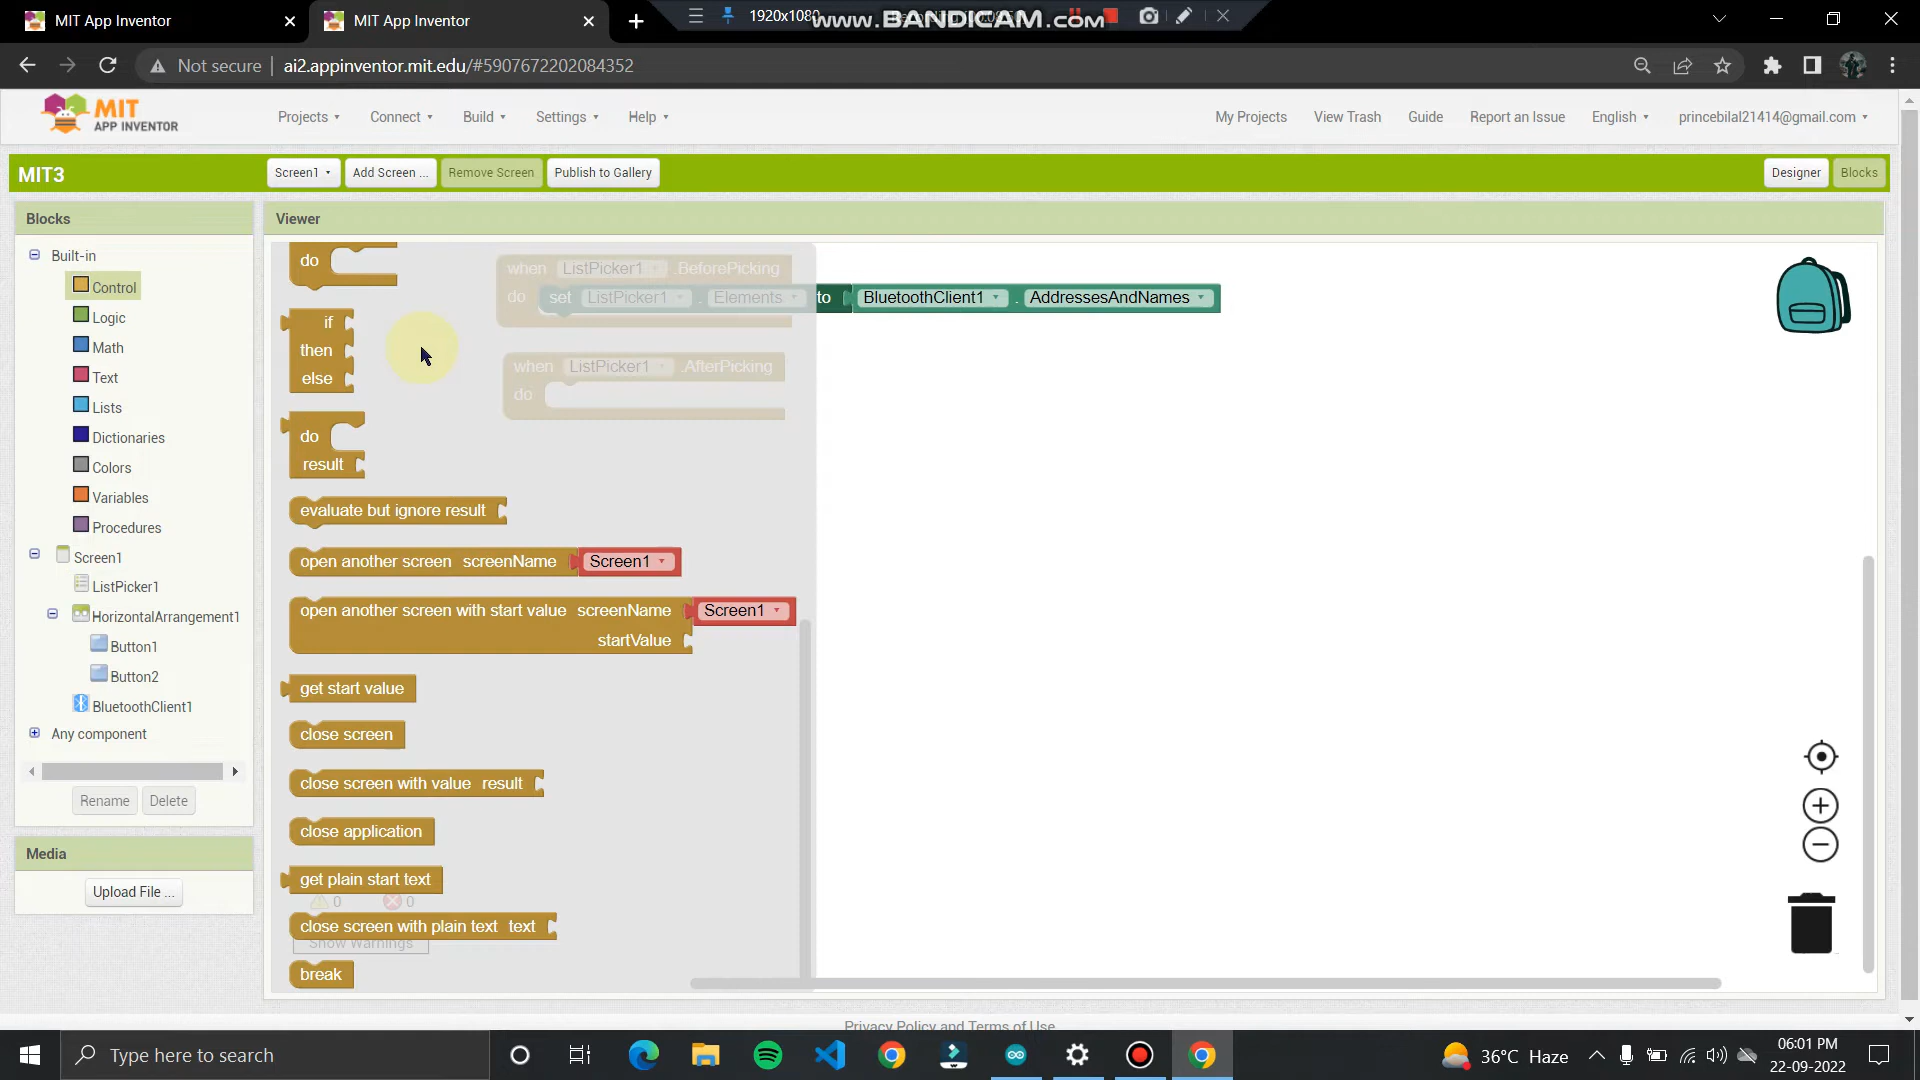 MIT App Inventor
MIT App Inventor
1920x1080
www.BANDICAM.com
Not secure
ai2.appinventor.mit.edu/#5907672202084352
MIT
APP INVENTOR
Projects
Connect
Build
Settings
Help
My Projects
View Trash
Guide
Report an Issue
English
princebilal21414@gmail.com
MIT3
Screen1
Add Screen ...
Remove Screen
Publish to Gallery
Designer
Blocks
Blocks
Viewer
Built-in
Control
Logic
Math
Text
Lists
Dictionaries
Colors
Variables
Procedures
Screen1
ListPicker1
HorizontalArrangement1
Button1
Button2
BluetoothClient1
Any component
Rename
Delete
Media
Upload File ...
do
if
then
else
do
result
evaluate but ignore result
open another screen screenName Screen1
open another screen with start value screenName Screen1
startValue
get start value
close screen
close screen with value result
close application
get plain start text
0
0
close screen with plain text text
Show Warnings
break
when ListPicker1 .BeforePicking
do set ListPicker1 . Elements to BluetoothClient1 . AddressesAndNames
when ListPicker1 .AfterPicking
do
Privacy Policy and Terms of Use
Type here to search
36°C Haze
06:01 PM
22-09-2022